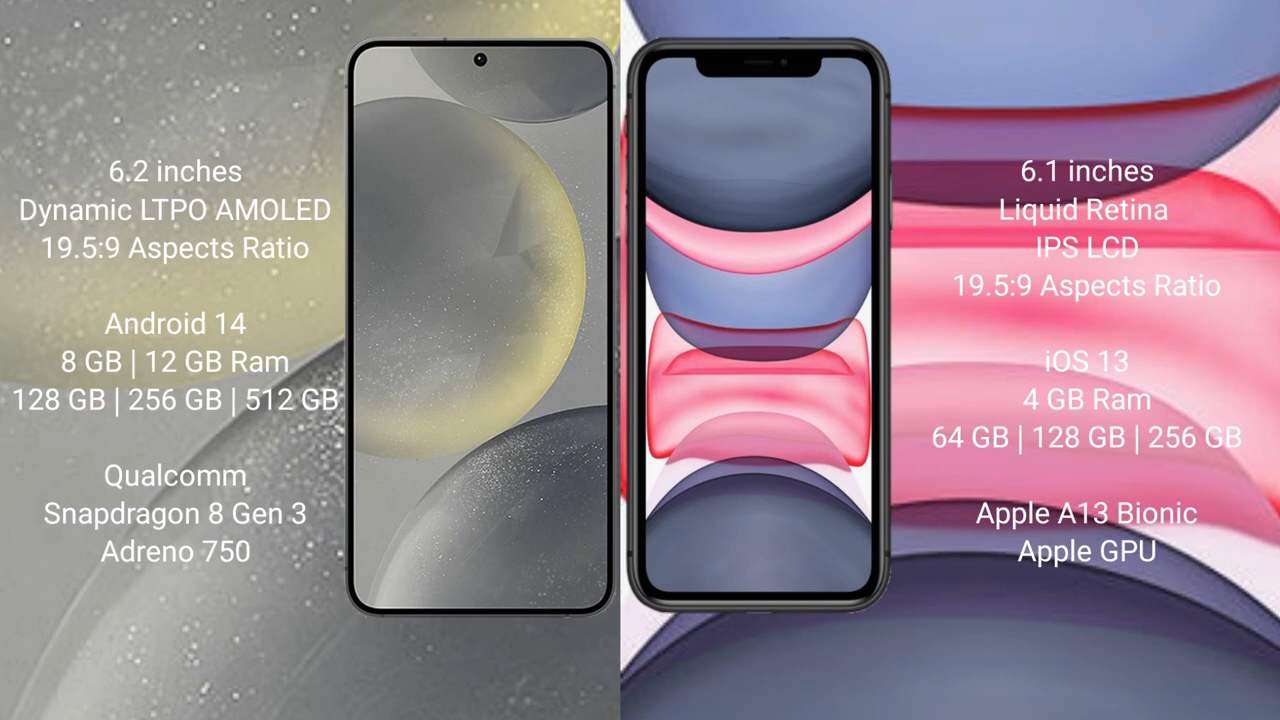 6.2 inches
Dynamic LTPO AMOLED
19.5:9 Aspects Ratio
Android 14
8 GB | 12 GB Ram
128 GB | 256 GB | 512 GB
Qualcomm
Snapdragon 8 Gen 3
Adreno 750
6.1 inches
Liquid Retina
IPS LCD
19.5:9 Aspects Ratio
iOS 13
4 GB Ram
64 GB | 128 GB | 256 GB
Apple A13 Bionic
Apple GPU